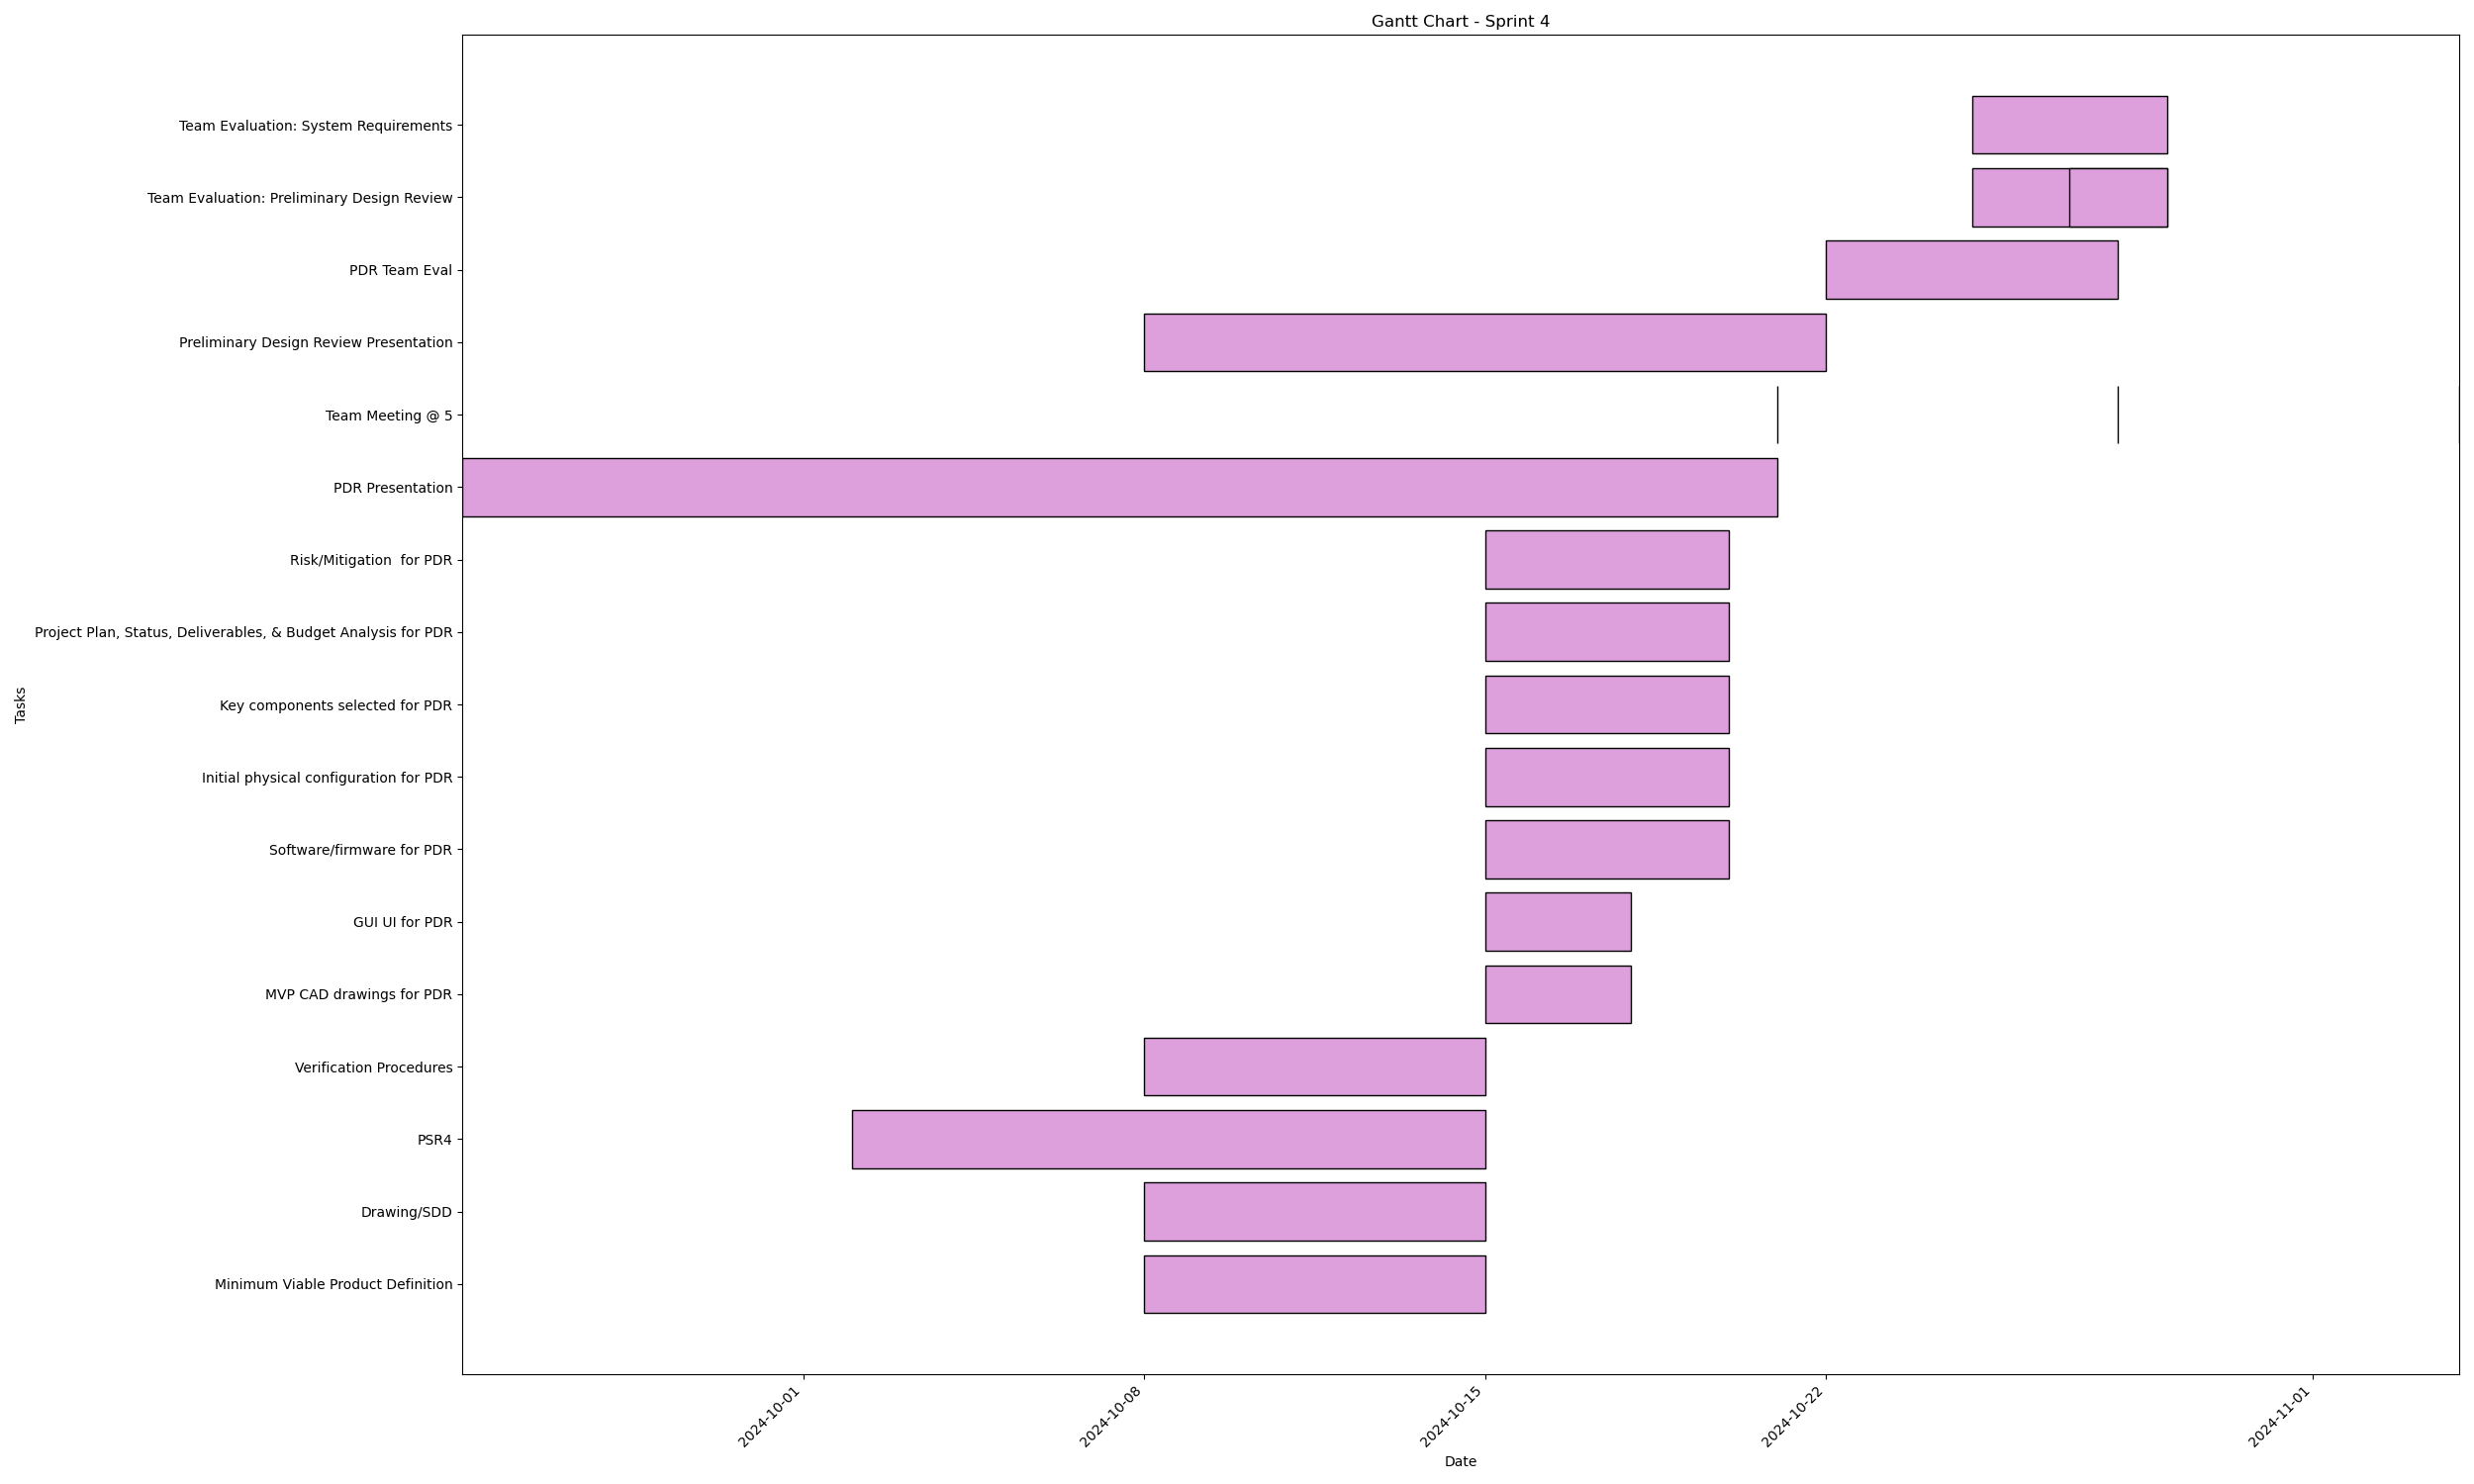 Gantt Chart - Sprint 4
Team Evaluation: System Requirements
Team Evaluation: Preliminary Design Review
PDR Team Eval
Preliminary Design Review Presentation
Team Meeting @ 5
PDR Presentation
Risk/Mitigation  for PDR
Project Plan, Status, Deliverables, & Budget Analysis for PDR
Key components selected for PDR
Initial physical configuration for PDR
Software/firmware for PDR
GUI UI for PDR
MVP CAD drawings for PDR
Verification Procedures
PSR4
Drawing/SDD
Minimum Viable Product Definition
Tasks
2024-10-01
2024-10-08
2024-10-15
2024-10-22
2024-11-01
Date